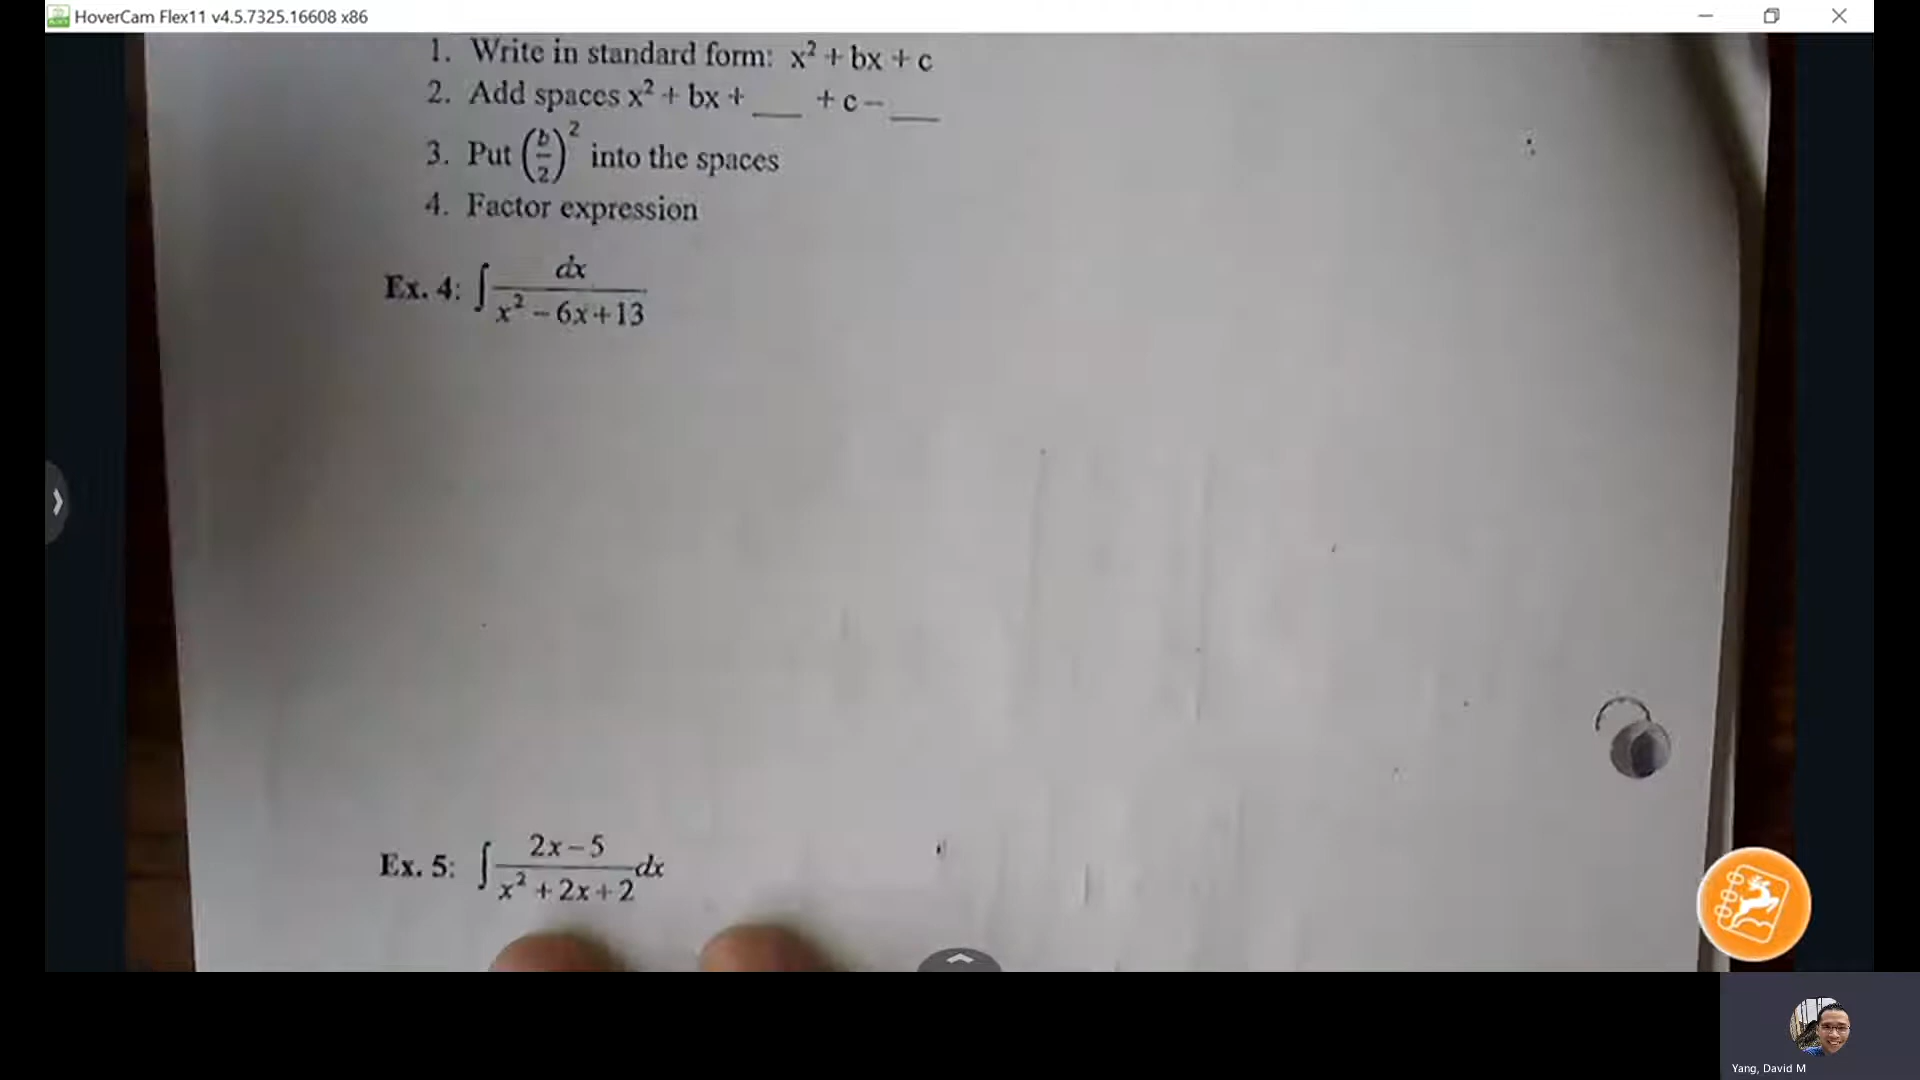 HoverCam Flex11 v4.5.7325.16608 x86
1. Write in standard form: x² + bx + c
2. Add spaces x² + bx + ___ + c − ___
3. Put (b/2)² into the spaces
4. Factor expression
Ex. 4: ∫ dx / (x² − 6x + 13)
Ex. 5: ∫ (2x − 5) / (x² + 2x + 2) dx
Yang, David M